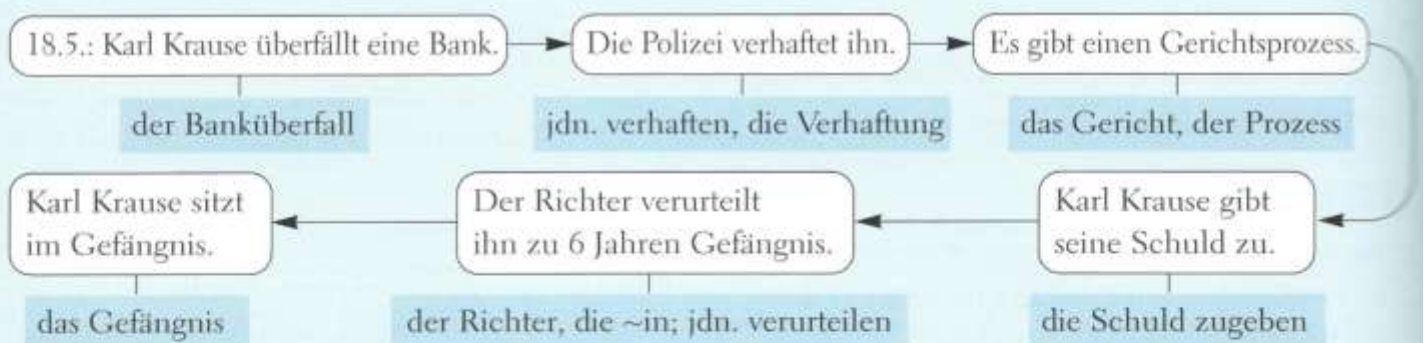 18.5.: Karl Krause überfällt eine Bank.
der Banküberfall
Die Polizei verhaftet ihn.
jdn. verhaften, die Verhaftung
Es gibt einen Gerichtsprozess.
das Gericht, der Prozess
Karl Krause gibt
seine Schuld zu.
die Schuld zugeben
Der Richter verurteilt
ihn zu 6 Jahren Gefängnis.
der Richter, die ~in; jdn. verurteilen
Karl Krause sitzt
im Gefängnis.
das Gefängnis